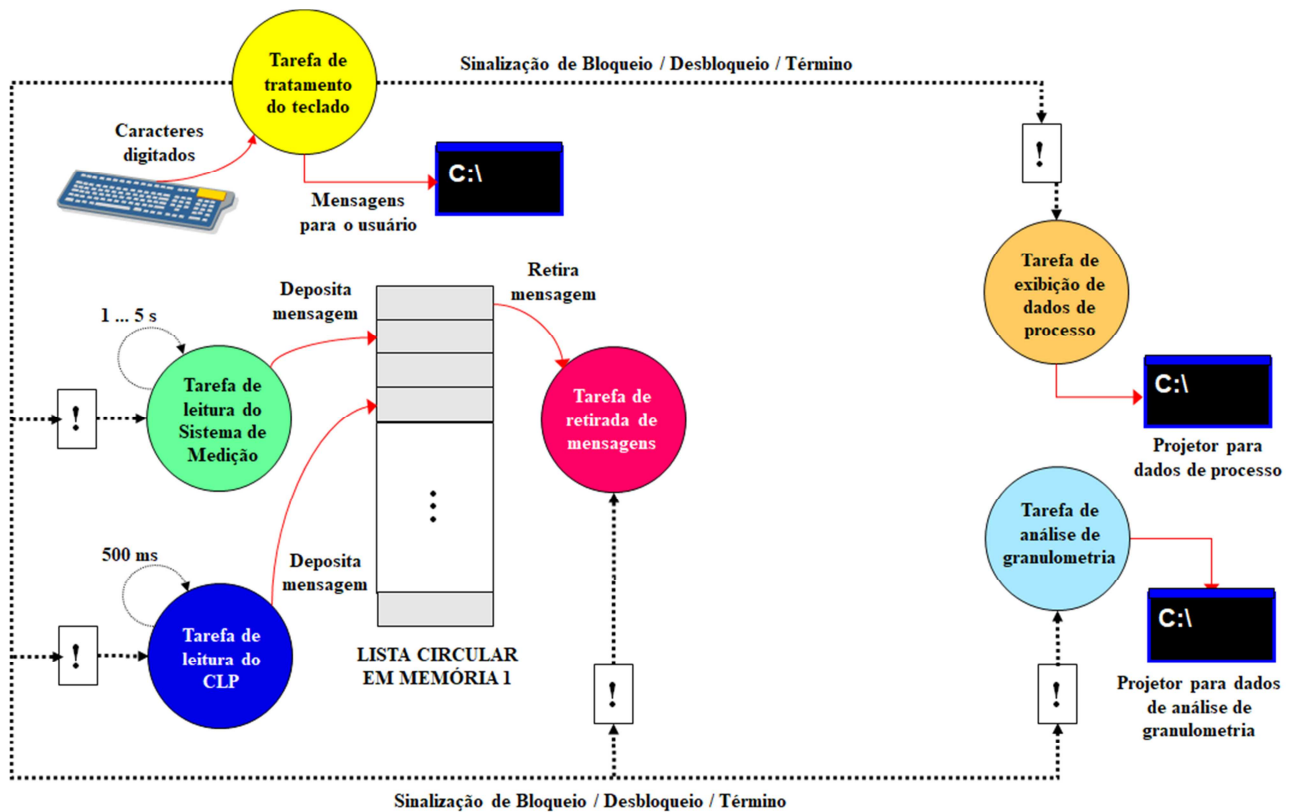 Tarefa de
tratamento
do teclado
Sinalização de Bloqueio / Desbloqueio / Término
Caracteres
digitados
C:\
Mensagens
para o usuário
!
Tarefa de
exibição de
dados de
processo
C:\
Projetor para
dados de processo
1 ... 5 s
Deposita
mensagem
Retira
mensagem
!
Tarefa de
leitura do
Sistema de
Medição
Tarefa de
retirada de
mensagens
500 ms
Deposita
mensagem
!
Tarefa de
leitura do
CLP
LISTA CIRCULAR
EM MEMÓRIA 1
!
Tarefa de
análise de
granulometria
C:\
!
Projetor para dados
de análise de
granulometria
Sinalização de Bloqueio / Desbloqueio / Término